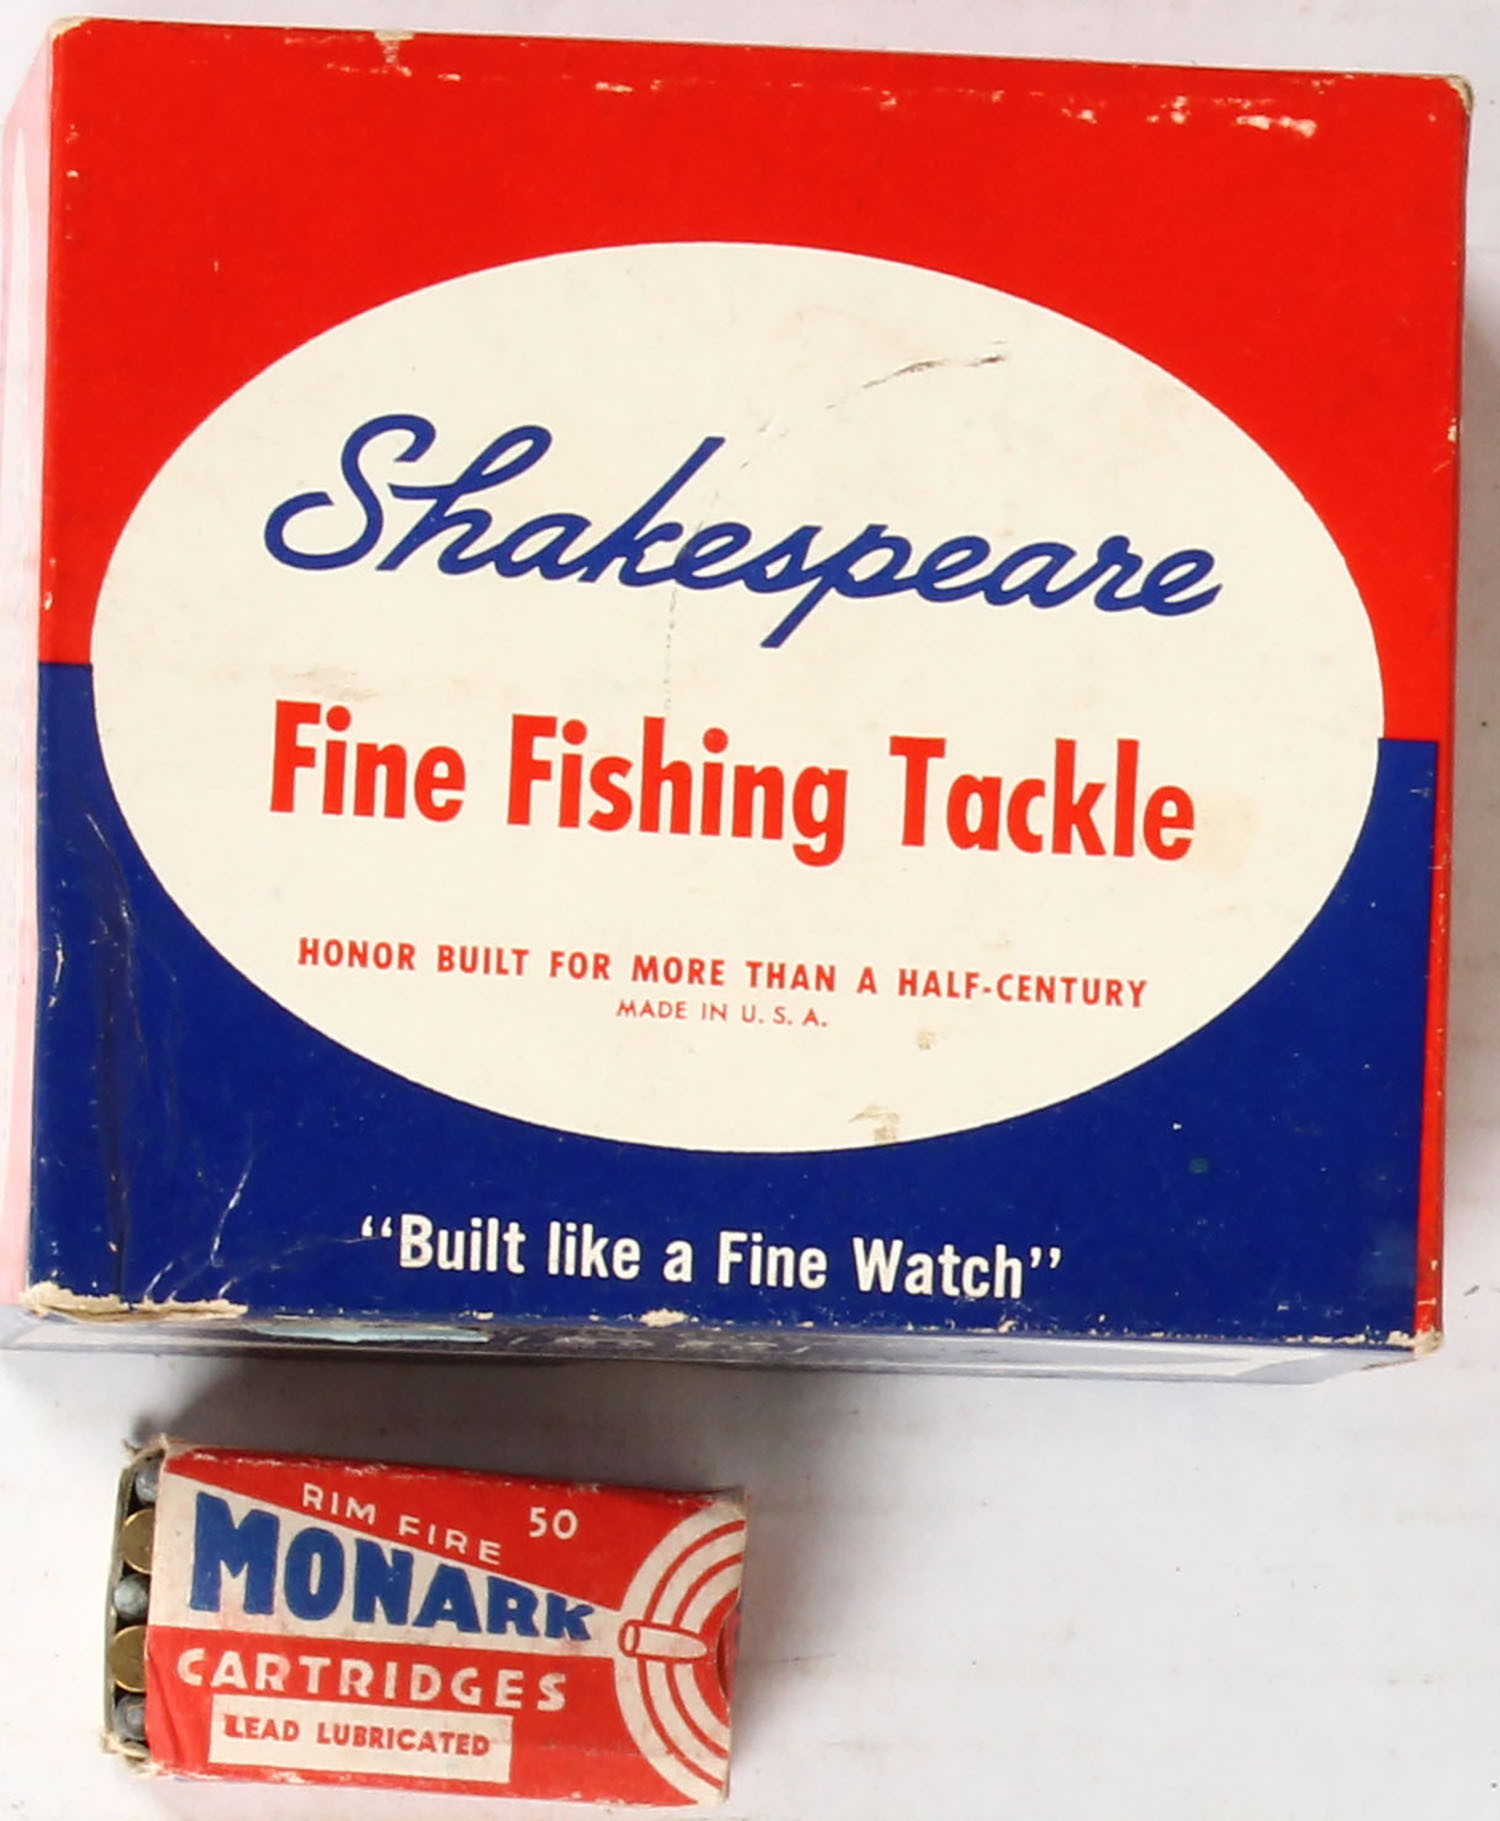 Shakespeare
Fine Fishing Tackle
HONOR BUILT FOR MORE THAN A HALF-CENTURY
MADE IN U. S. A.
“Built like a Fine Watch”
RIM FIRE 50
MONARK
CARTRIDGES
LEAD LUBRICATED